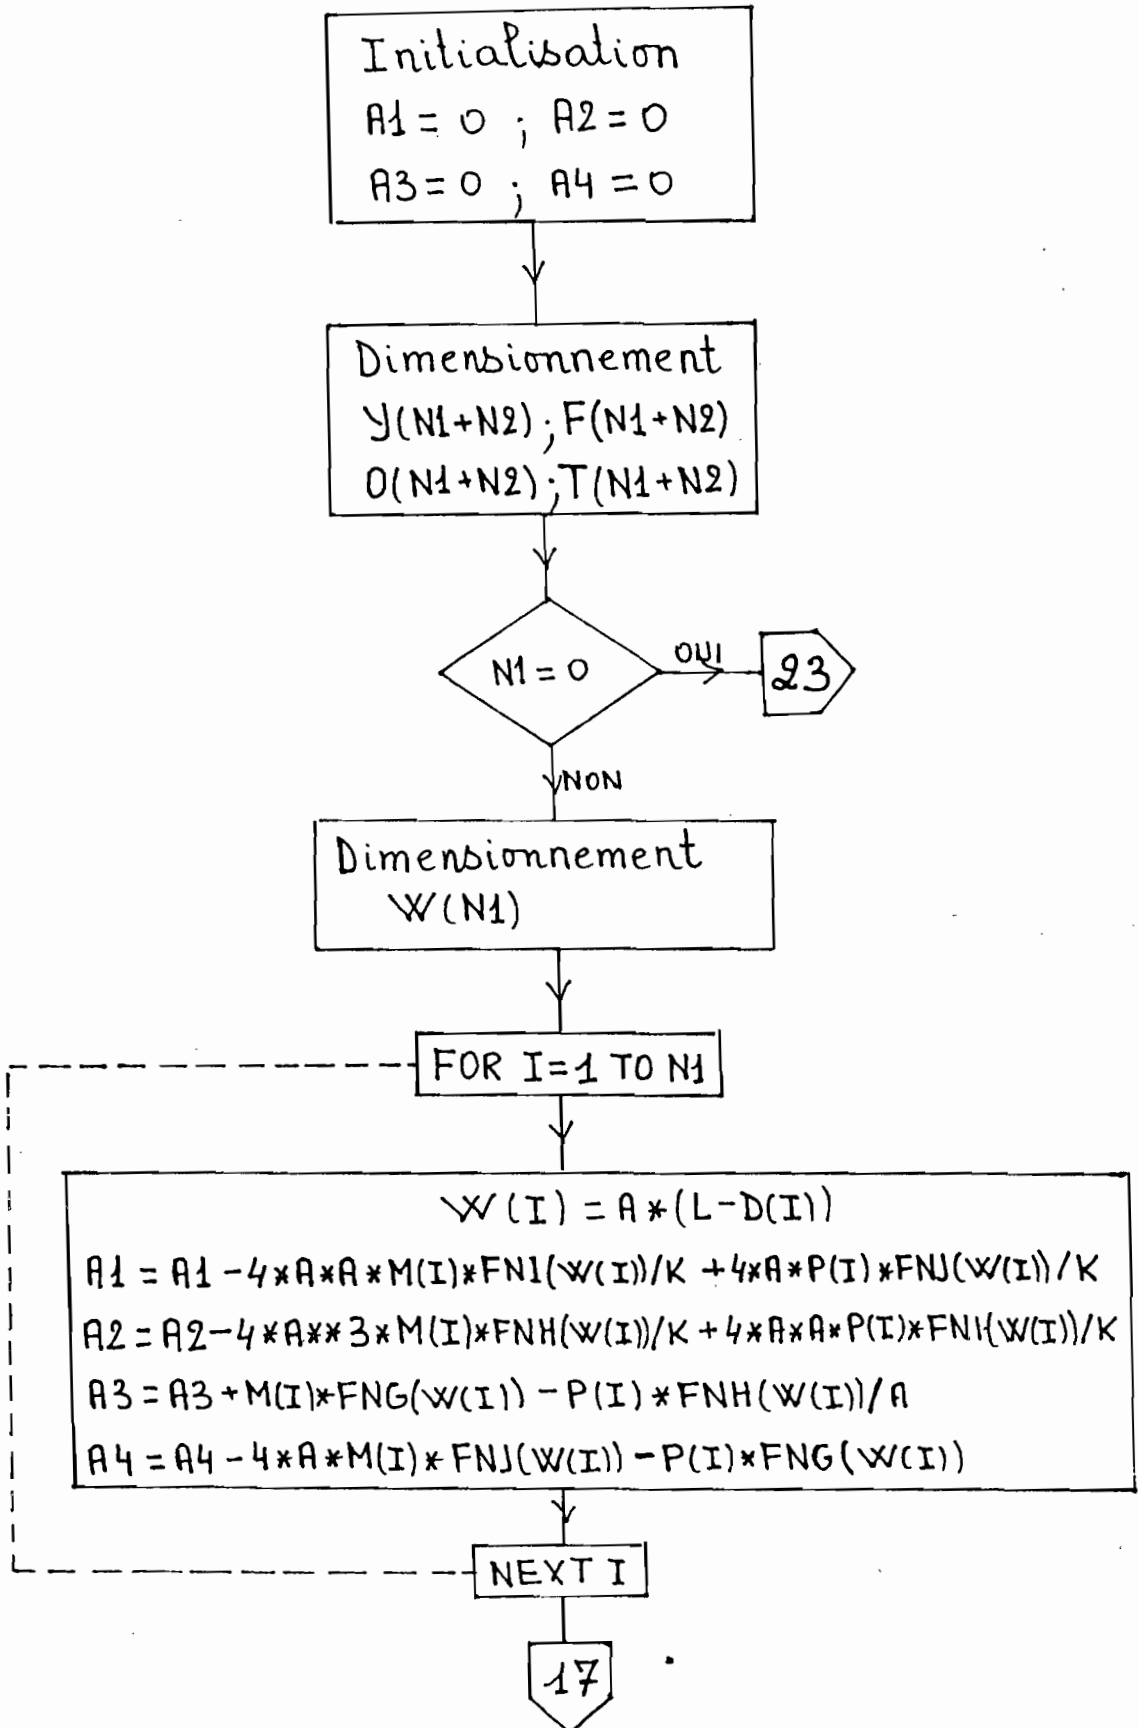 Initialisation
A1 = 0 ; A2 = 0
A3 = 0 ; A4 = 0
Dimensionnement
Y(N1+N2) ; F(N1+N2)
O(N1+N2) ; T(N1+N2)
N1 = 0
OUI
23
NON
Dimensionnement
W(N1)
FOR I=1 TO N1
W(I) = A*(L-D(I))
A1 = A1 -4*A*A*M(I)*FNI(W(I))/K +4*A*P(I)*FNJ(W(I))/K
A2 = A2-4*A**3*M(I)*FNH(W(I))/K + 4*A*A*P(I)*FNI(W(I))/K
A3 = A3 + M(I)*FNG(W(I)) - P(I)*FNH(W(I))/A
A4 = A4 - 4*A*M(I)*FNJ(W(I)) - P(I)*FNG(W(I))
NEXT I
17